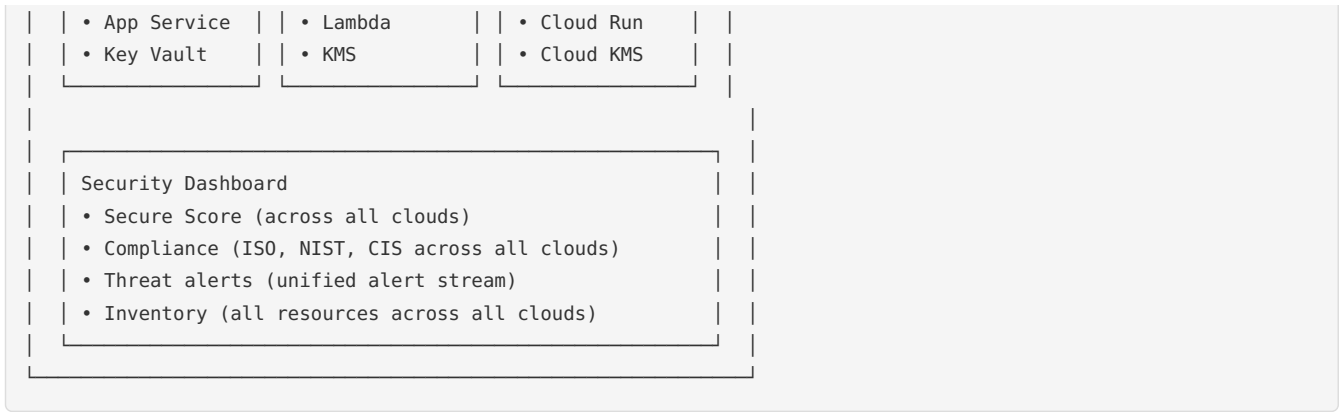 • App Service • Lambda • Cloud Run
• Key Vault • KMS • Cloud KMS
Security Dashboard
• Secure Score (across all clouds)
• Compliance (ISO, NIST, CIS across all clouds)
• Threat alerts (unified alert stream)
• Inventory (all resources across all clouds)